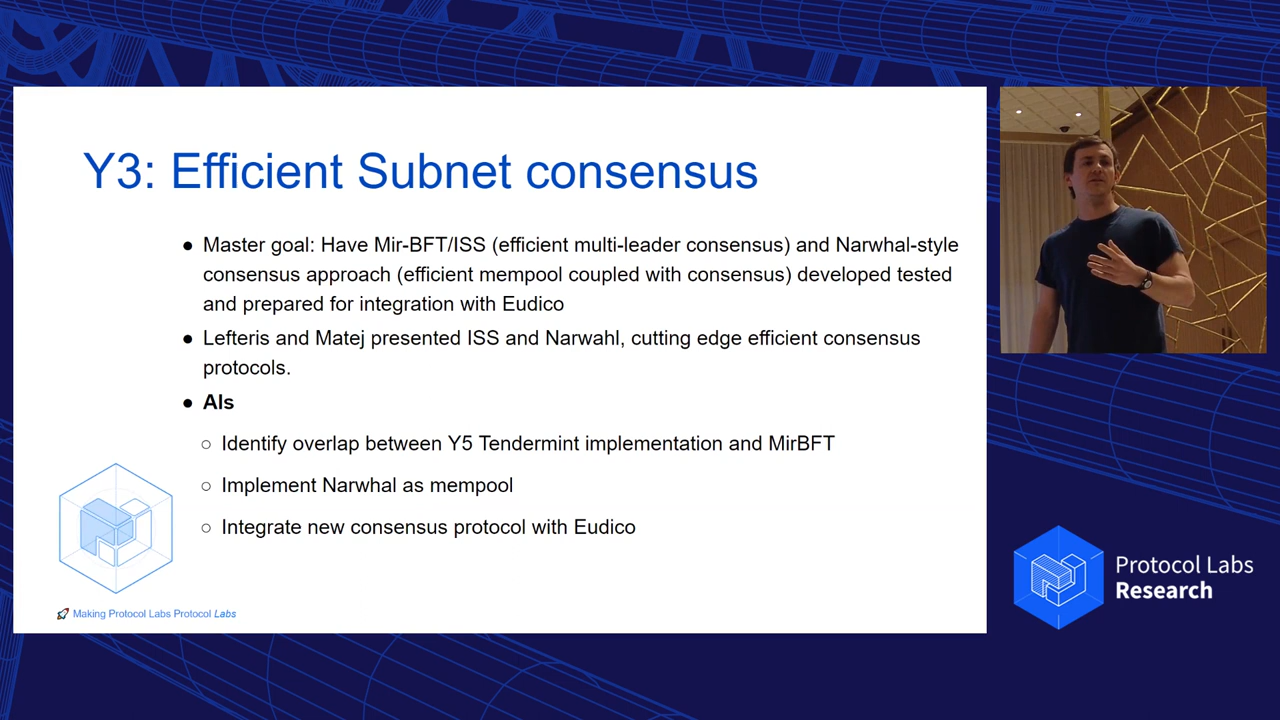 Y3: Efficient Subnet consensus
● Master goal: Have Mir-BFT/ISS (efficient multi-leader consensus) and Narwhal-style
consensus approach (efficient mempool coupled with consensus) developed tested
and prepared for integration with Eudico
● Lefteris and Matej presented ISS and Narwahl, cutting edge efficient consensus
protocols.
● AIs
○ Identify overlap between Y5 Tendermint implementation and MirBFT
○ Implement Narwhal as mempool
○ Integrate new consensus protocol with Eudico
🚀 Making Protocol Labs Protocol Labs
Protocol Labs
Research